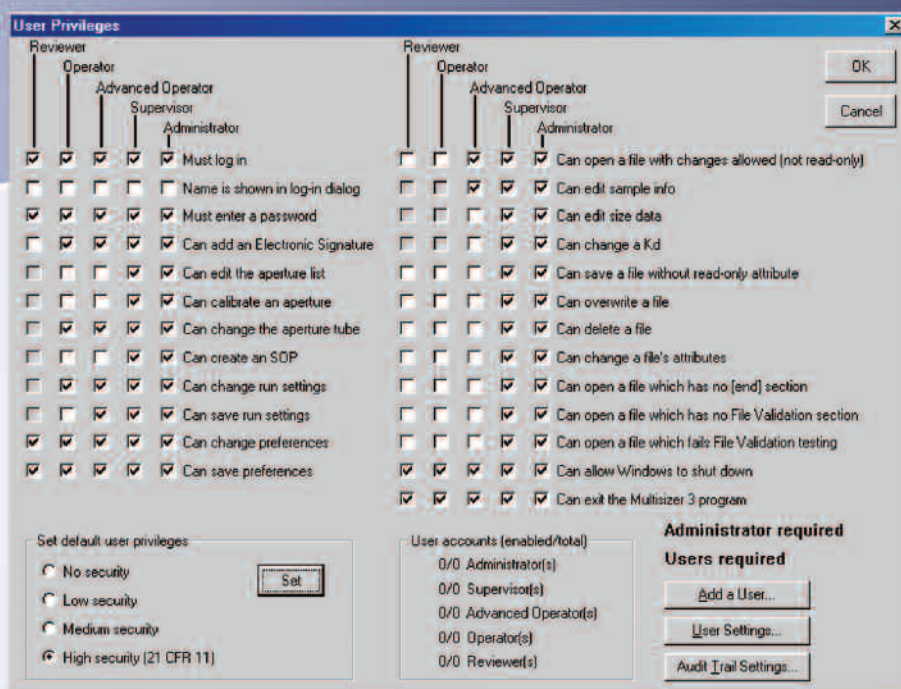 User Privileges
Reviewer
Operator
Advanced Operator
Supervisor
Administrator
Must log in
Name is shown in log-in dialog
Must enter a password
Can add an Electronic Signature
Can edit the aperture list
Can calibrate an aperture
Can change the aperture tube
Can create an SOP
Can change run settings
Can save run settings
Can change preferences
Can save preferences
Reviewer
Operator
Advanced Operator
Supervisor
Administrator
Can open a file with changes allowed (not read-only)
Can edit sample info
Can edit size data
Can change a Kd
Can save a file without read-only attribute
Can overwrite a file
Can delete a file
Can change a file's attributes
Can open a file which has no [end] section
Can open a file which has no File Validation section
Can open a file which fails File Validation testing
Can allow Windows to shut down
Can exit the Multisizer 3 program
OK
Cancel
Set default user privileges
No security
Low security
Medium security
High security (21 CFR 11)
Set
User accounts (enabled/total)
0/0 Administrator(s)
0/0 Supervisor(s)
0/0 Advanced Operator(s)
0/0 Operator(s)
0/0 Reviewer(s)
Administrator required
Users required
Add a User...
User Settings...
Audit Trail Settings...